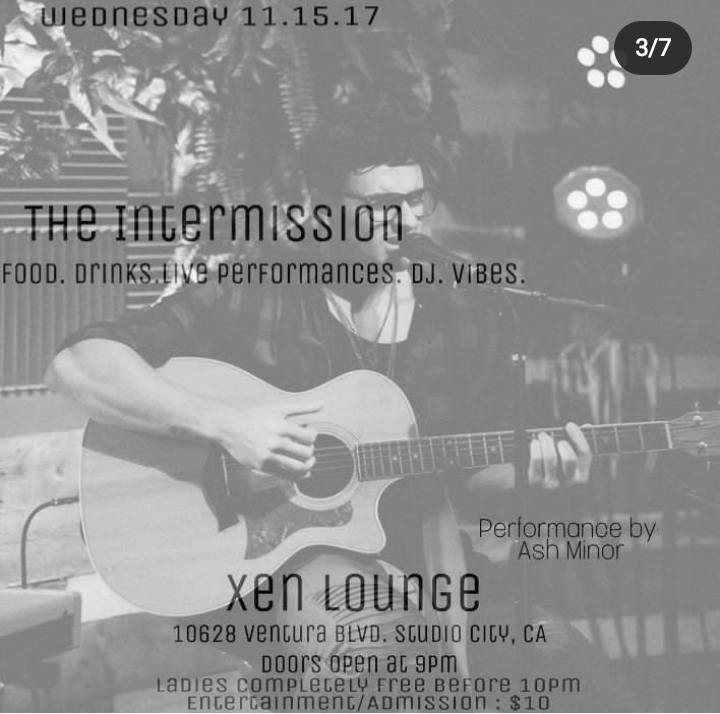 Wednesday 11.15.17
3/7
The Intermission
Food. Drinks.Live Performances. DJ. Vibes.
Performance by
Ash Minor
Xen Lounge
10628 Ventura Blvd. Studio City, CA
Doors Open at 9pm
Ladies Completely Free Before 10pm
Entertainment/Admission : $10